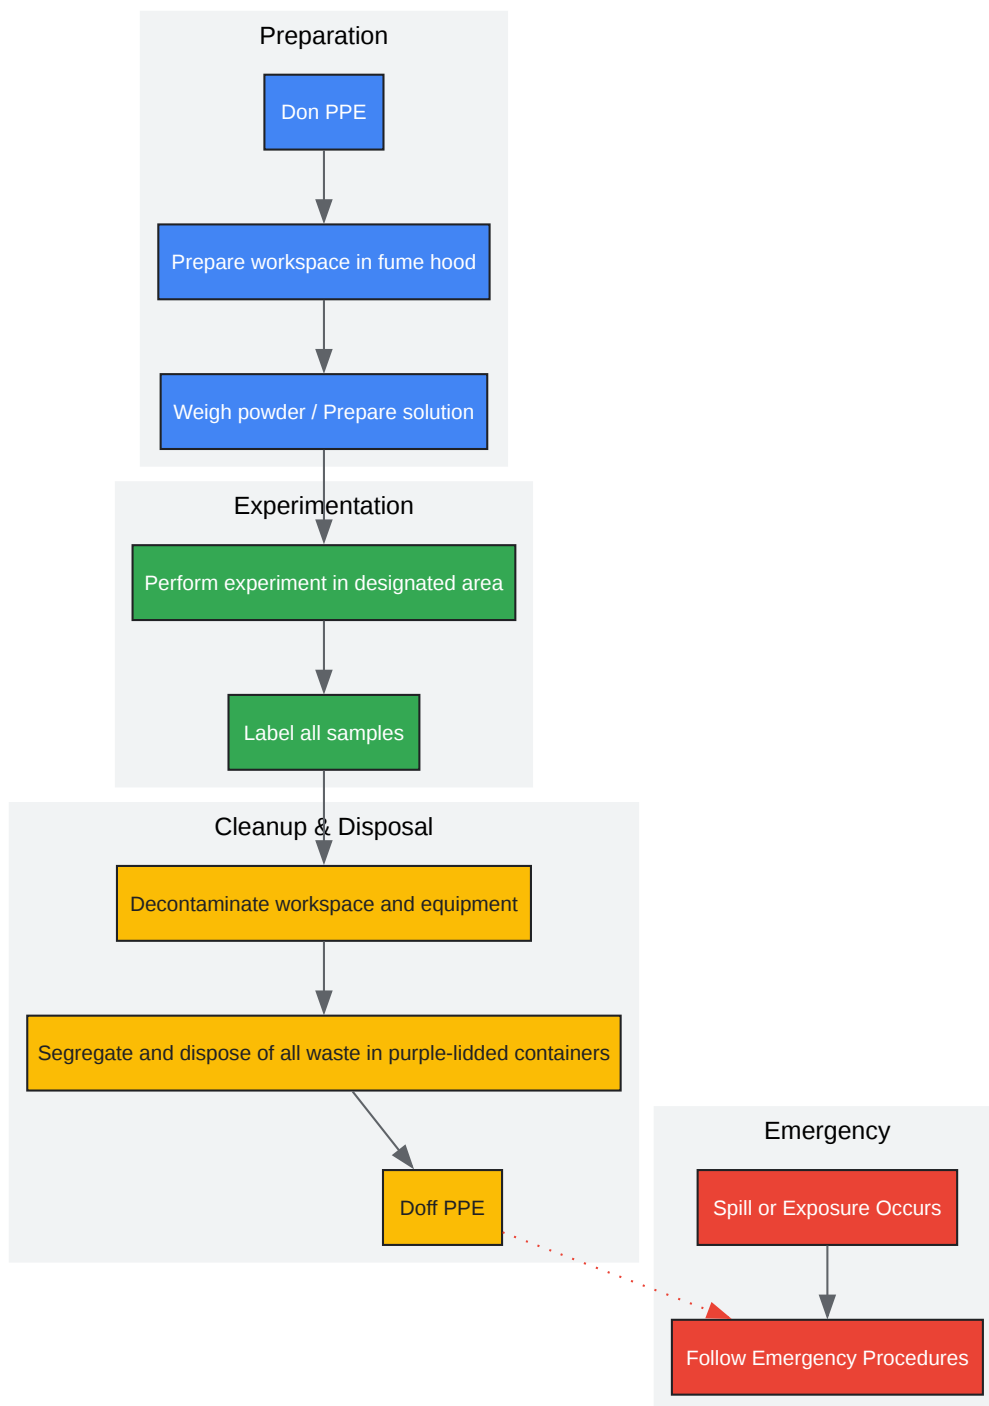 Preparation
Don PPE
Prepare workspace in fume hood
Weigh powder / Prepare solution
Experimentation
Perform experiment in designated area
Label all samples
Cleanup & Disposal
Decontaminate workspace and equipment
Segregate and dispose of all waste in purple-lidded containers
Doff PPE
Emergency
Spill or Exposure Occurs
Follow Emergency Procedures